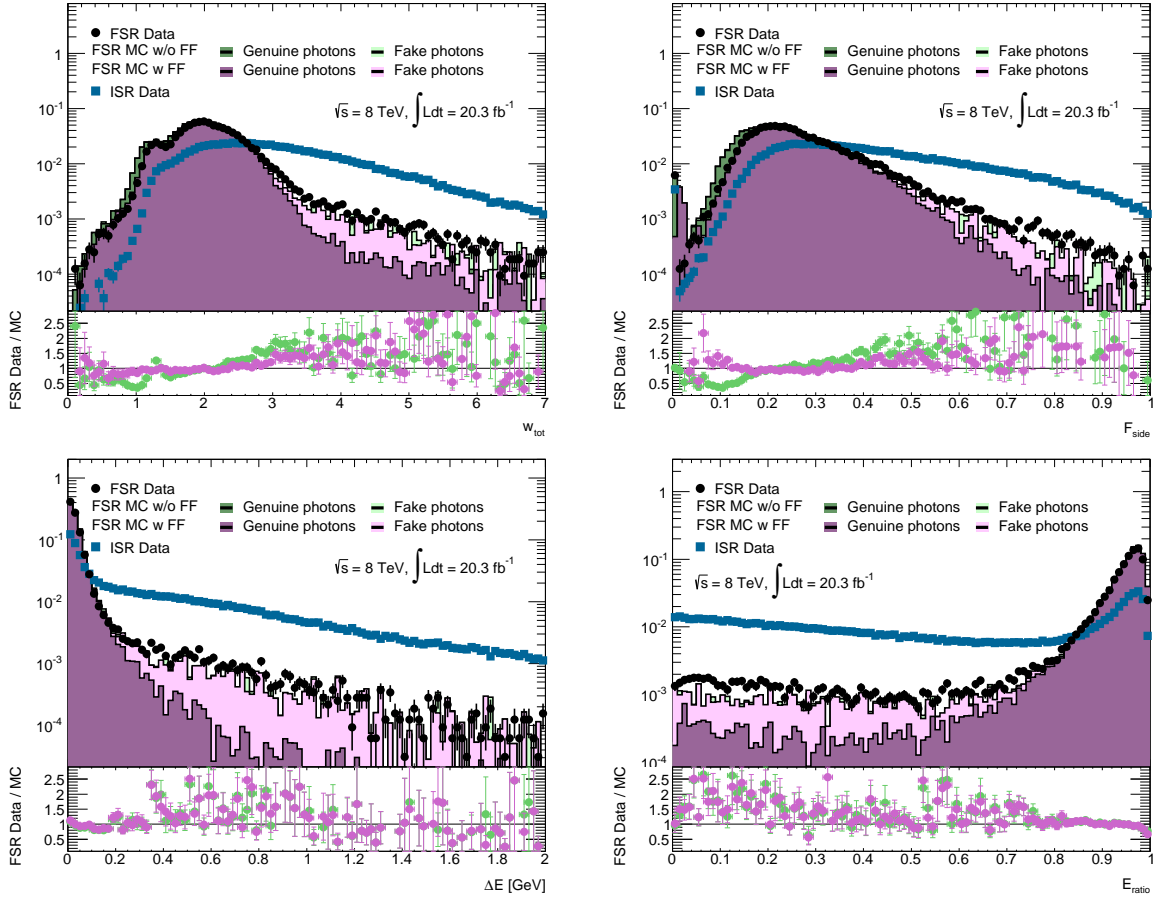 FSR Data
FSR MC w/o FF Genuine photons Fake photons
FSR MC w FF Genuine photons Fake photons
ISR Data
√s = 8 TeV, ∫Ldt = 20.3 fb⁻¹
1
10⁻¹
10⁻²
10⁻³
10⁻⁴
FSR Data / MC
2.5
2
1.5
1
0.5
0 1 2 3 4 5 6 7
w_tot
FSR Data
FSR MC w/o FF Genuine photons Fake photons
FSR MC w FF Genuine photons Fake photons
ISR Data
√s = 8 TeV, ∫Ldt = 20.3 fb⁻¹
1
10⁻¹
10⁻²
10⁻³
10⁻⁴
FSR Data / MC
2.5
2
1.5
1
0.5
0 0.1 0.2 0.3 0.4 0.5 0.6 0.7 0.8 0.9 1
F_side
FSR Data
FSR MC w/o FF Genuine photons Fake photons
FSR MC w FF Genuine photons Fake photons
ISR Data
√s = 8 TeV, ∫Ldt = 20.3 fb⁻¹
1
10⁻¹
10⁻²
10⁻³
10⁻⁴
FSR Data / MC
2.5
2
1.5
1
0.5
0 0.2 0.4 0.6 0.8 1 1.2 1.4 1.6 1.8 2
ΔE [GeV]
FSR Data
FSR MC w/o FF Genuine photons Fake photons
FSR MC w FF Genuine photons Fake photons
ISR Data
√s = 8 TeV, ∫Ldt = 20.3 fb⁻¹
1
10⁻¹
10⁻²
10⁻³
10⁻⁴
FSR Data / MC
2.5
2
1.5
1
0.5
0 0.1 0.2 0.3 0.4 0.5 0.6 0.7 0.8 0.9 1
E_ratio